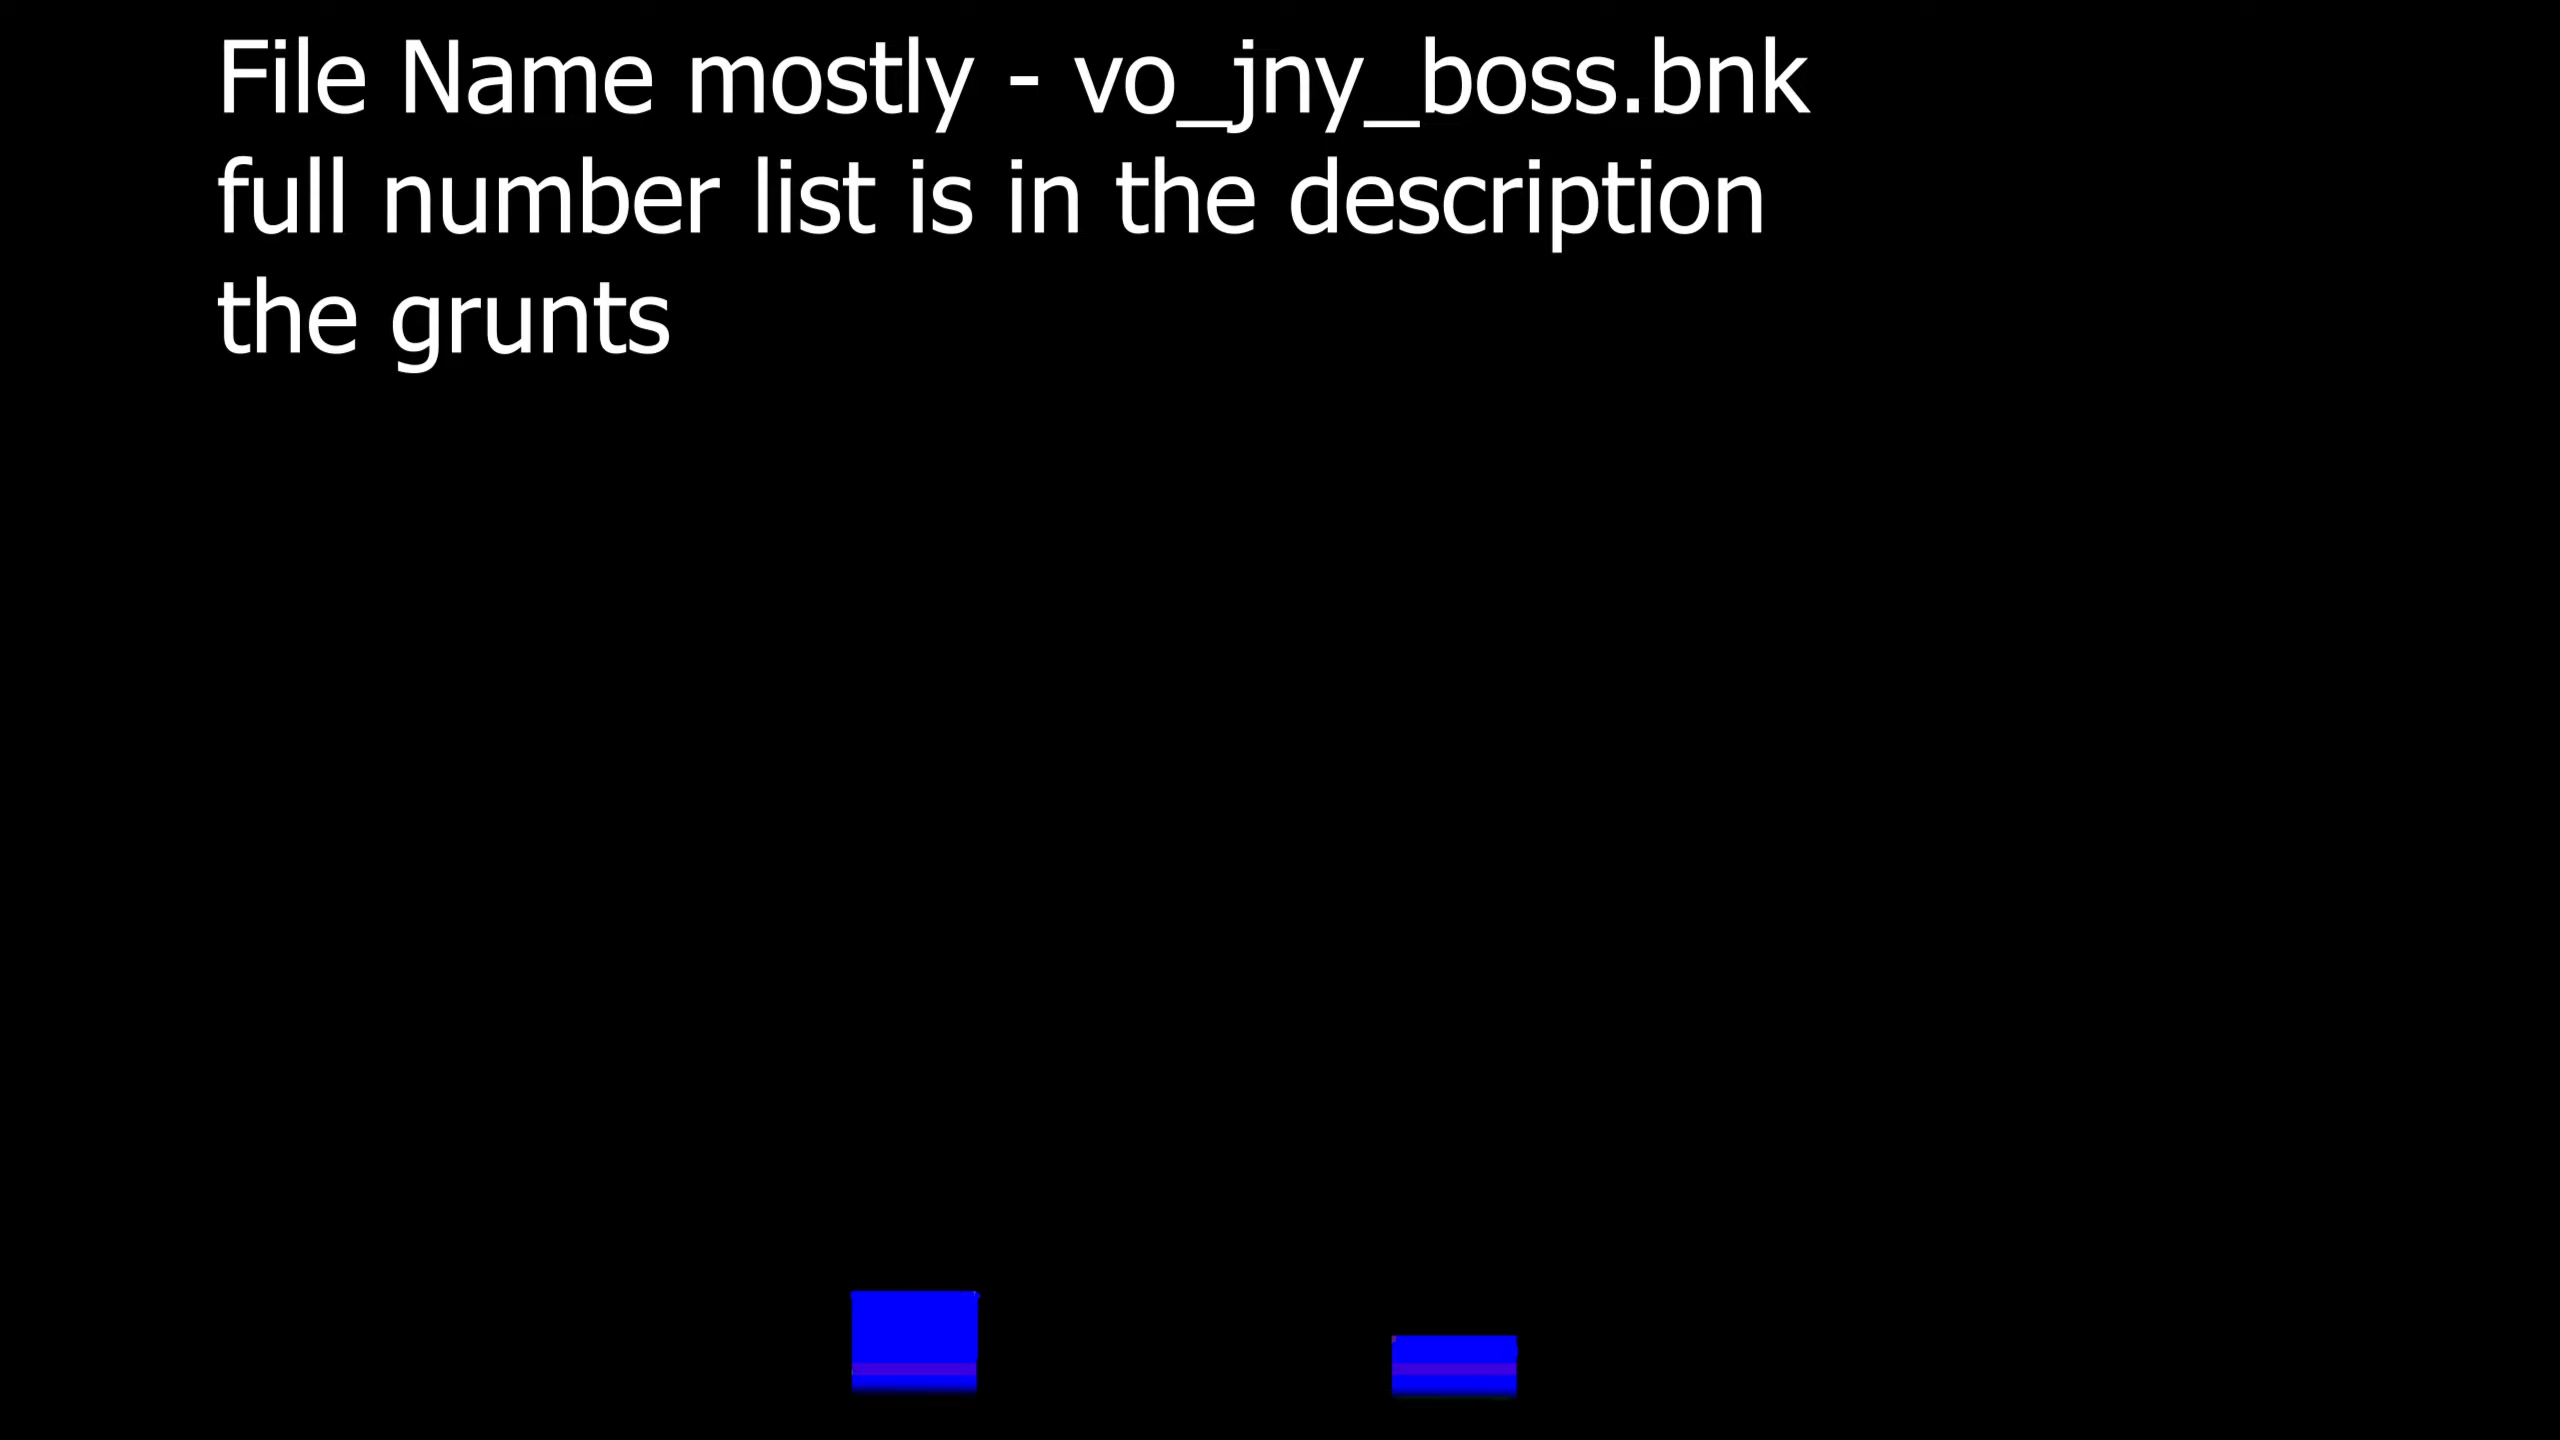 File Name mostly - vo_jny_boss.bnk
full number list is in the description
the grunts